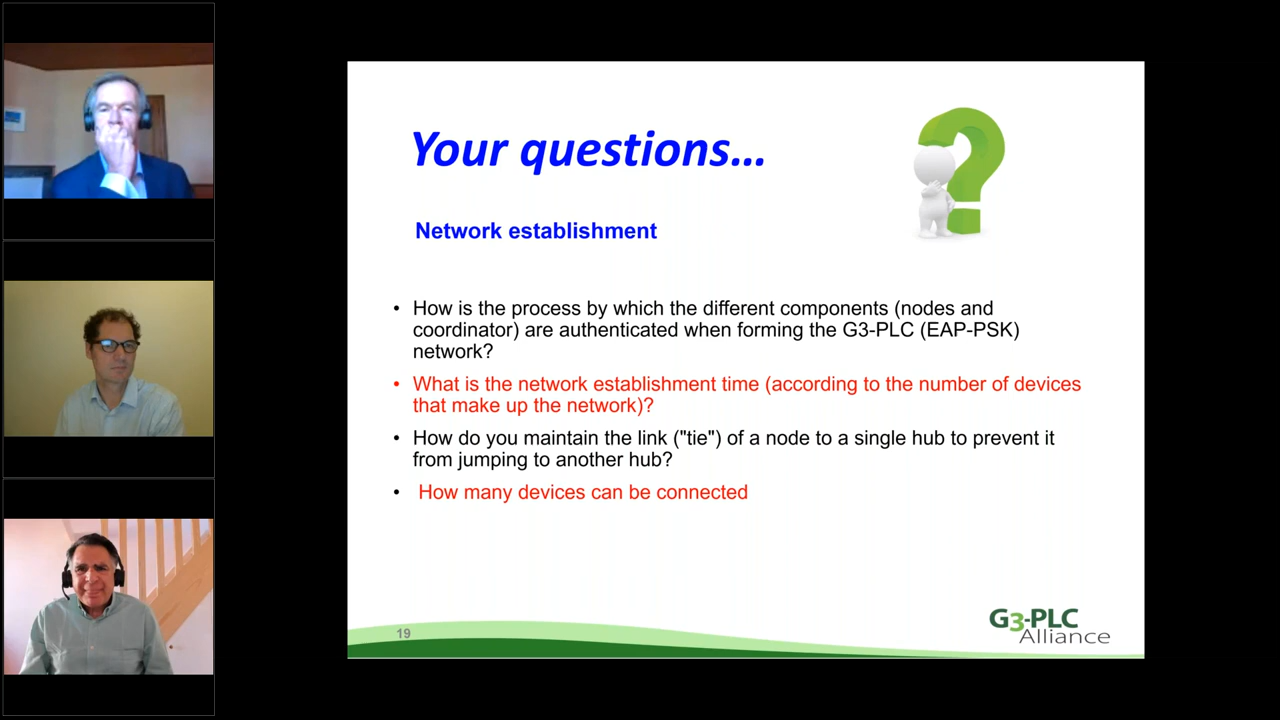 Your questions...
Network establishment
• How is the process by which the different components (nodes and
coordinator) are authenticated when forming the G3-PLC (EAP-PSK)
network?
• What is the network establishment time (according to the number of devices
that make up the network)?
• How do you maintain the link ("tie") of a node to a single hub to prevent it
from jumping to another hub?
• How many devices can be connected
19
G3-PLC
Alliance